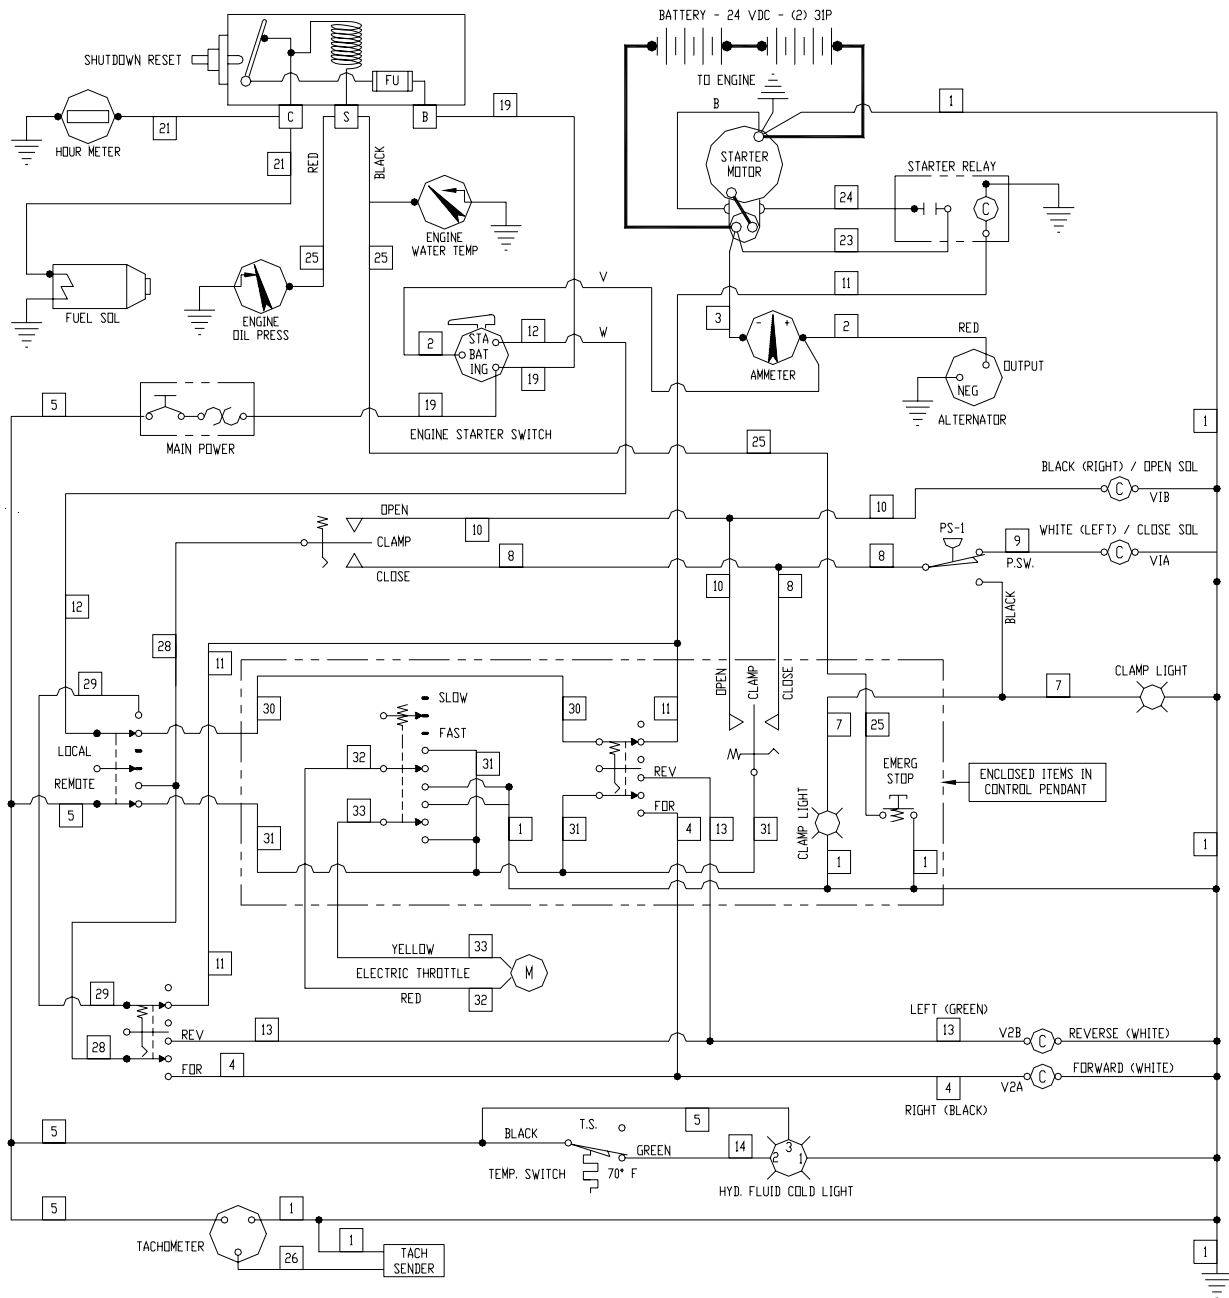 BATTERY - 24 VDC - (2) 31P
SHUTDOWN RESET
FU
TO ENGINE
B
1
19
C
S
B
21
HOUR METER
21
RED
BLACK
STARTER
MOTOR
STARTER RELAY
24
C
23
ENGINE
WATER TEMP
25
25
11
V
FUEL SOL
ENGINE
OIL PRESS
3
2
RED
STA
BAT
ING
12
W
2
19
- +
AMMETER
OUTPUT
NEG
ALTERNATOR
5
MAIN POWER
19
ENGINE STARTER SWITCH
25
1
BLACK (RIGHT) / OPEN SOL
C
V1B
OPEN
10
10
CLAMP
PS-1
WHITE (LEFT) / CLOSE SOL
9
C
P.SW.
V1A
8
8
CLOSE
10
8
BLACK
12
28
11
29
SLOW
OPEN
CLAMP
CLOSE
7
CLAMP LIGHT
30
30
11
7
25
FAST
LOCAL
32
31
EMERG
STOP
REMOTE
REV
ENCLOSED ITEMS IN
CONTROL PENDANT
5
33
FOR
31
1
31
4
13
31
CLAMP LIGHT
1
1
1
YELLOW
33
11
ELECTRIC THROTTLE
M
RED
32
29
LEFT (GREEN)
REV
13
13
V2B
C
REVERSE (WHITE)
28
FOR
4
4
V2A
C
FORWARD (WHITE)
RIGHT (BLACK)
5
5
BLACK
T.S.
GREEN
14
3
2
1
TEMP. SWITCH
70° F
HYD. FLUID COLD LIGHT
5
1
TACHOMETER
1
26
TACH
SENDER
1